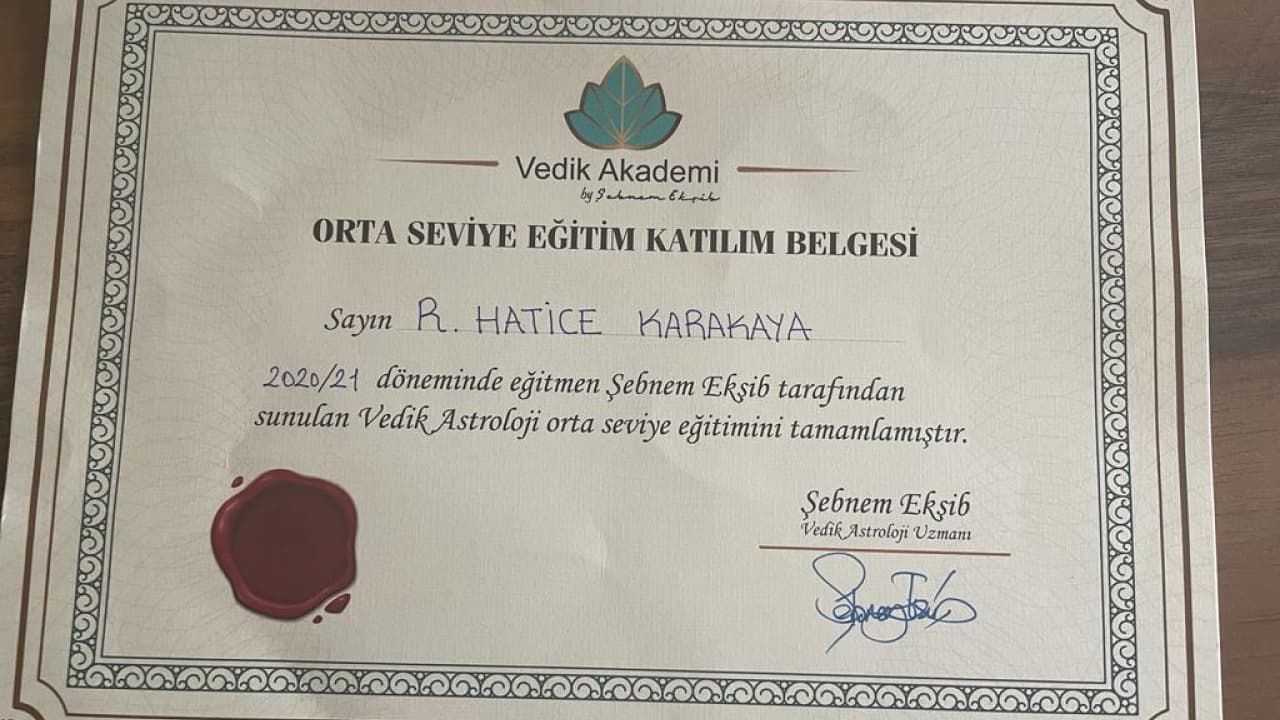 Vedik Akademi
by Şebnem Ekşib
ORTA SEVİYE EĞİTİM KATILIM BELGESİ
Sayın R. HATİCE KARAKAYA
2020/21 döneminde eğitmen Şebnem Ekşib tarafından
sunulan Vedik Astroloji orta seviye eğitimini tamamlamıştır.
Şebnem Ekşib
Vedik Astroloji Uzmanı